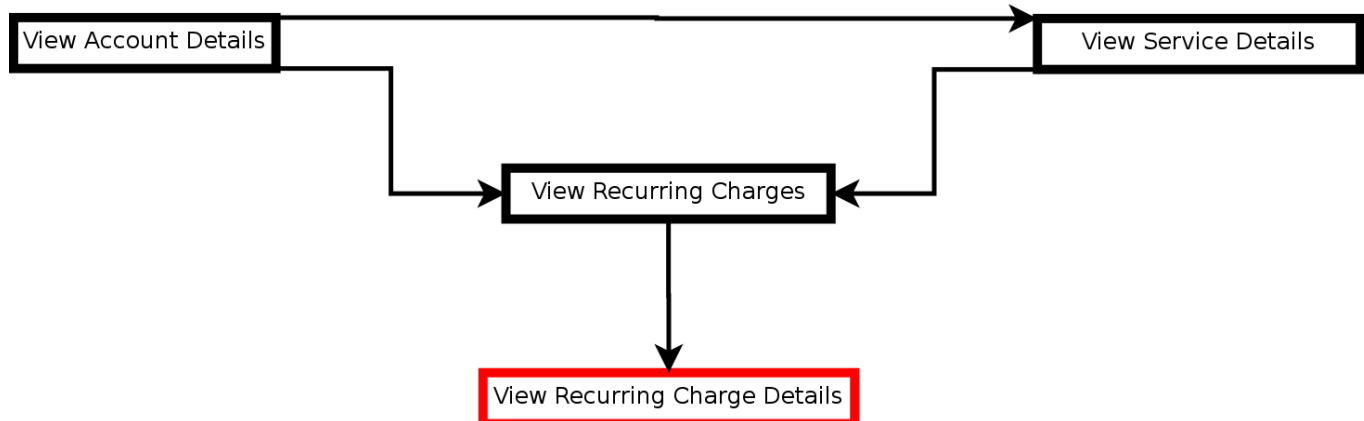 View Account Details
View Service Details
View Recurring Charges
View Recurring Charge Details